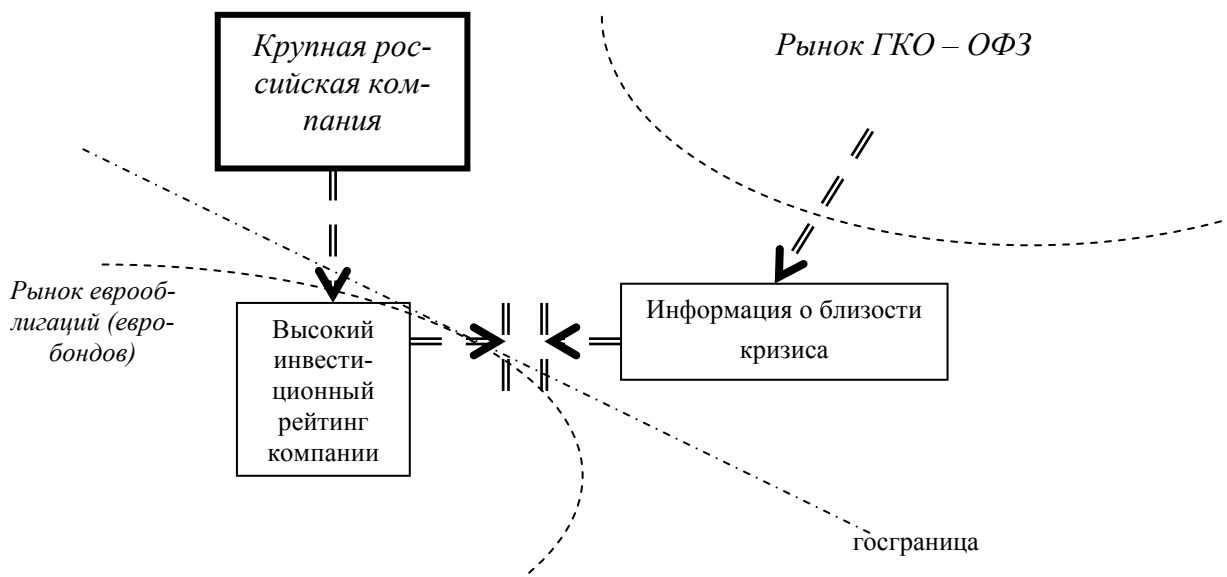 Крупная рос-
сийская ком-
пания
Рынок ГКО – ОФЗ
Рынок еврооб-
лигаций (евро-
бондов)
Высокий
инвести-
ционный
рейтинг
компании
Информация о близости
кризиса
госграница